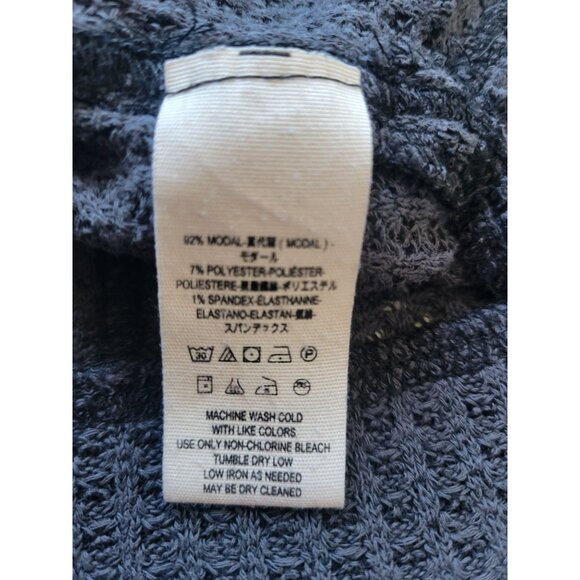 92% MODAL-莫代爾 ( MODAL ) -
モダール
7% POLYESTER-POLIÉSTER-
POLIESTERE-聚酯纖維-ポリエステル
1% SPANDEX-ÉLASTHANNE-
ELASTANO-ELASTAN-
スパンデックス
30 P
MACHINE WASH COLD
WITH LIKE COLORS
USE ONLY NON-CHLORINE BLEACH
TUMBLE DRY LOW
LOW IRON AS NEEDED
MAY BE DRY CLEANED